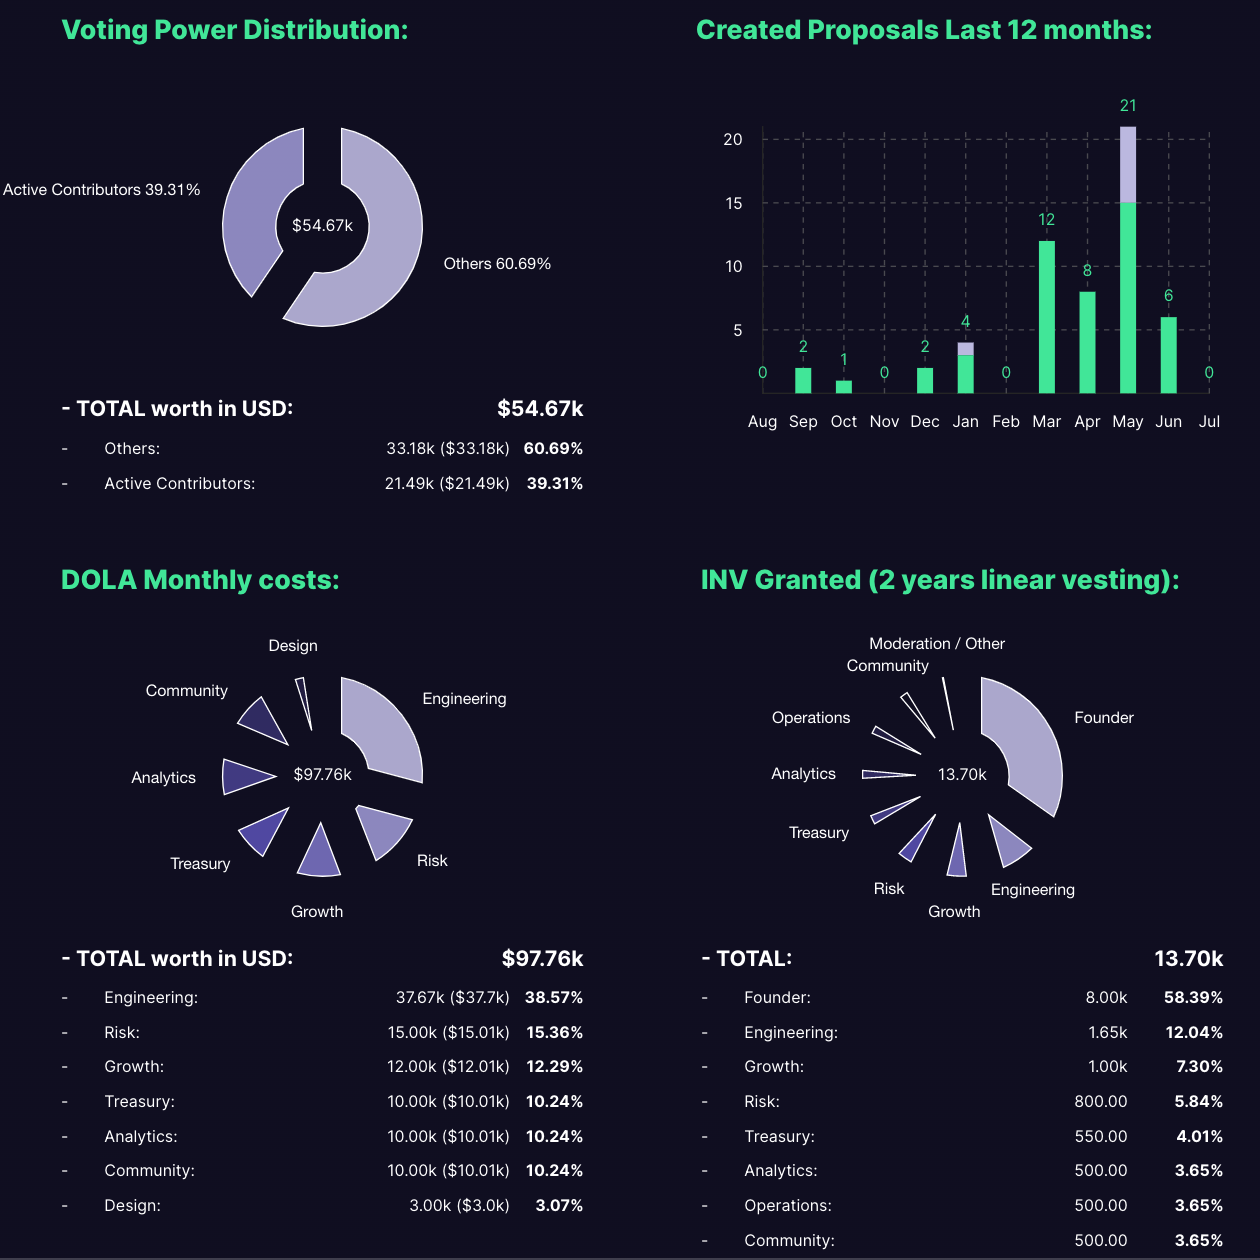 Voting Power Distribution:
Active Contributors 39.31%
$54.67k
Others 60.69%
- TOTAL worth in USD: $54.67k
- Others: 33.18k ($33.18k) 60.69%
- Active Contributors: 21.49k ($21.49k) 39.31%
Created Proposals Last 12 months:
21
20
15
12
10
8
6
5
4
2
2
1
0
0
0
0
Aug Sep Oct Nov Dec Jan Feb Mar Apr May Jun Jul
DOLA Monthly costs:
Design
Community
Engineering
Analytics
$97.76k
Treasury
Risk
Growth
- TOTAL worth in USD: $97.76k
- Engineering: 37.67k ($37.7k) 38.57%
- Risk: 15.00k ($15.01k) 15.36%
- Growth: 12.00k ($12.01k) 12.29%
- Treasury: 10.00k ($10.01k) 10.24%
- Analytics: 10.00k ($10.01k) 10.24%
- Community: 10.00k ($10.01k) 10.24%
- Design: 3.00k ($3.0k) 3.07%
INV Granted (2 years linear vesting):
Moderation / Other
Community
Operations
Founder
Analytics
13.70k
Treasury
Risk
Engineering
Growth
- TOTAL: 13.70k
- Founder: 8.00k 58.39%
- Engineering: 1.65k 12.04%
- Growth: 1.00k 7.30%
- Risk: 800.00 5.84%
- Treasury: 550.00 4.01%
- Analytics: 500.00 3.65%
- Operations: 500.00 3.65%
- Community: 500.00 3.65%